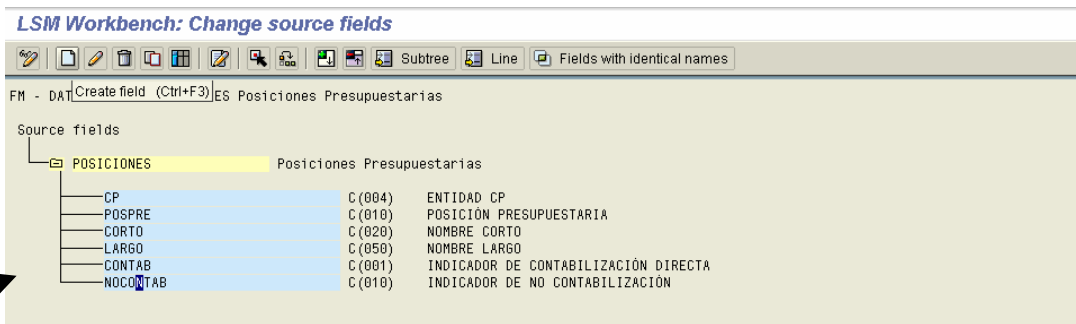 LSM Workbench: Change source fields
Subtree Line Fields with identical names
FM - DAT Create field (Ctrl+F3) ES Posiciones Presupuestarias
Source fields
POSICIONES Posiciones Presupuestarias
CP C(004) ENTIDAD CP
POSPRE C(010) POSICIÓN PRESUPUESTARIA
CORTO C(020) NOMBRE CORTO
LARGO C(050) NOMBRE LARGO
CONTAB C(001) INDICADOR DE CONTABILIZACIÓN DIRECTA
NOCONTAB C(010) INDICADOR DE NO CONTABILIZACIÓN